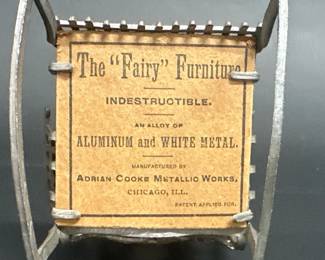 The "Fairy" Furniture
INDESTRUCTIBLE.
AN ALLOY OF
ALUMINUM and WHITE METAL.
MANUFACTURED BY
ADRIAN COOKE METALLIC WORKS,
CHICAGO, ILL.
PATENT APPLIED FOR.